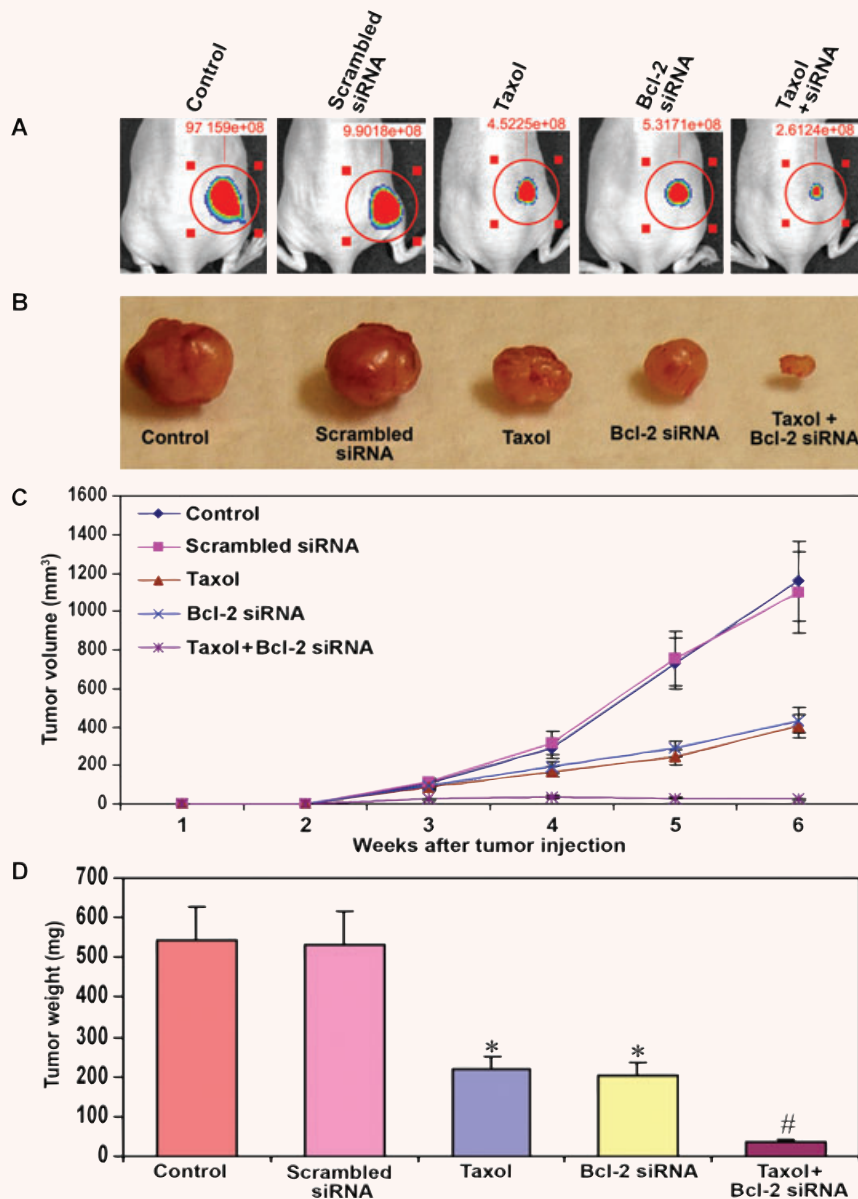 Control
Scrambled
siRNA
Taxol
Bcl-2
siRNA
Taxol
+siRNA
A
97 159e+08
9.9018e+08
4.5225e+08
5.3171e+08
2.6124e+08
B
Control
Scrambled
siRNA
Taxol
Bcl-2 siRNA
Taxol +
Bcl-2 siRNA
C
Tumor volume (mm³)
1600
1400
1200
1000
800
600
400
200
0
Control
Scrambled siRNA
Taxol
Bcl-2 siRNA
Taxol+Bcl-2 siRNA
1 2 3 4 5 6
Weeks after tumor injection
D
Tumor weight (mg)
700
600
500
400
300
200
100
0
* * #
Control
Scrambled
siRNA
Taxol
Bcl-2 siRNA
Taxol+
Bcl-2 siRNA